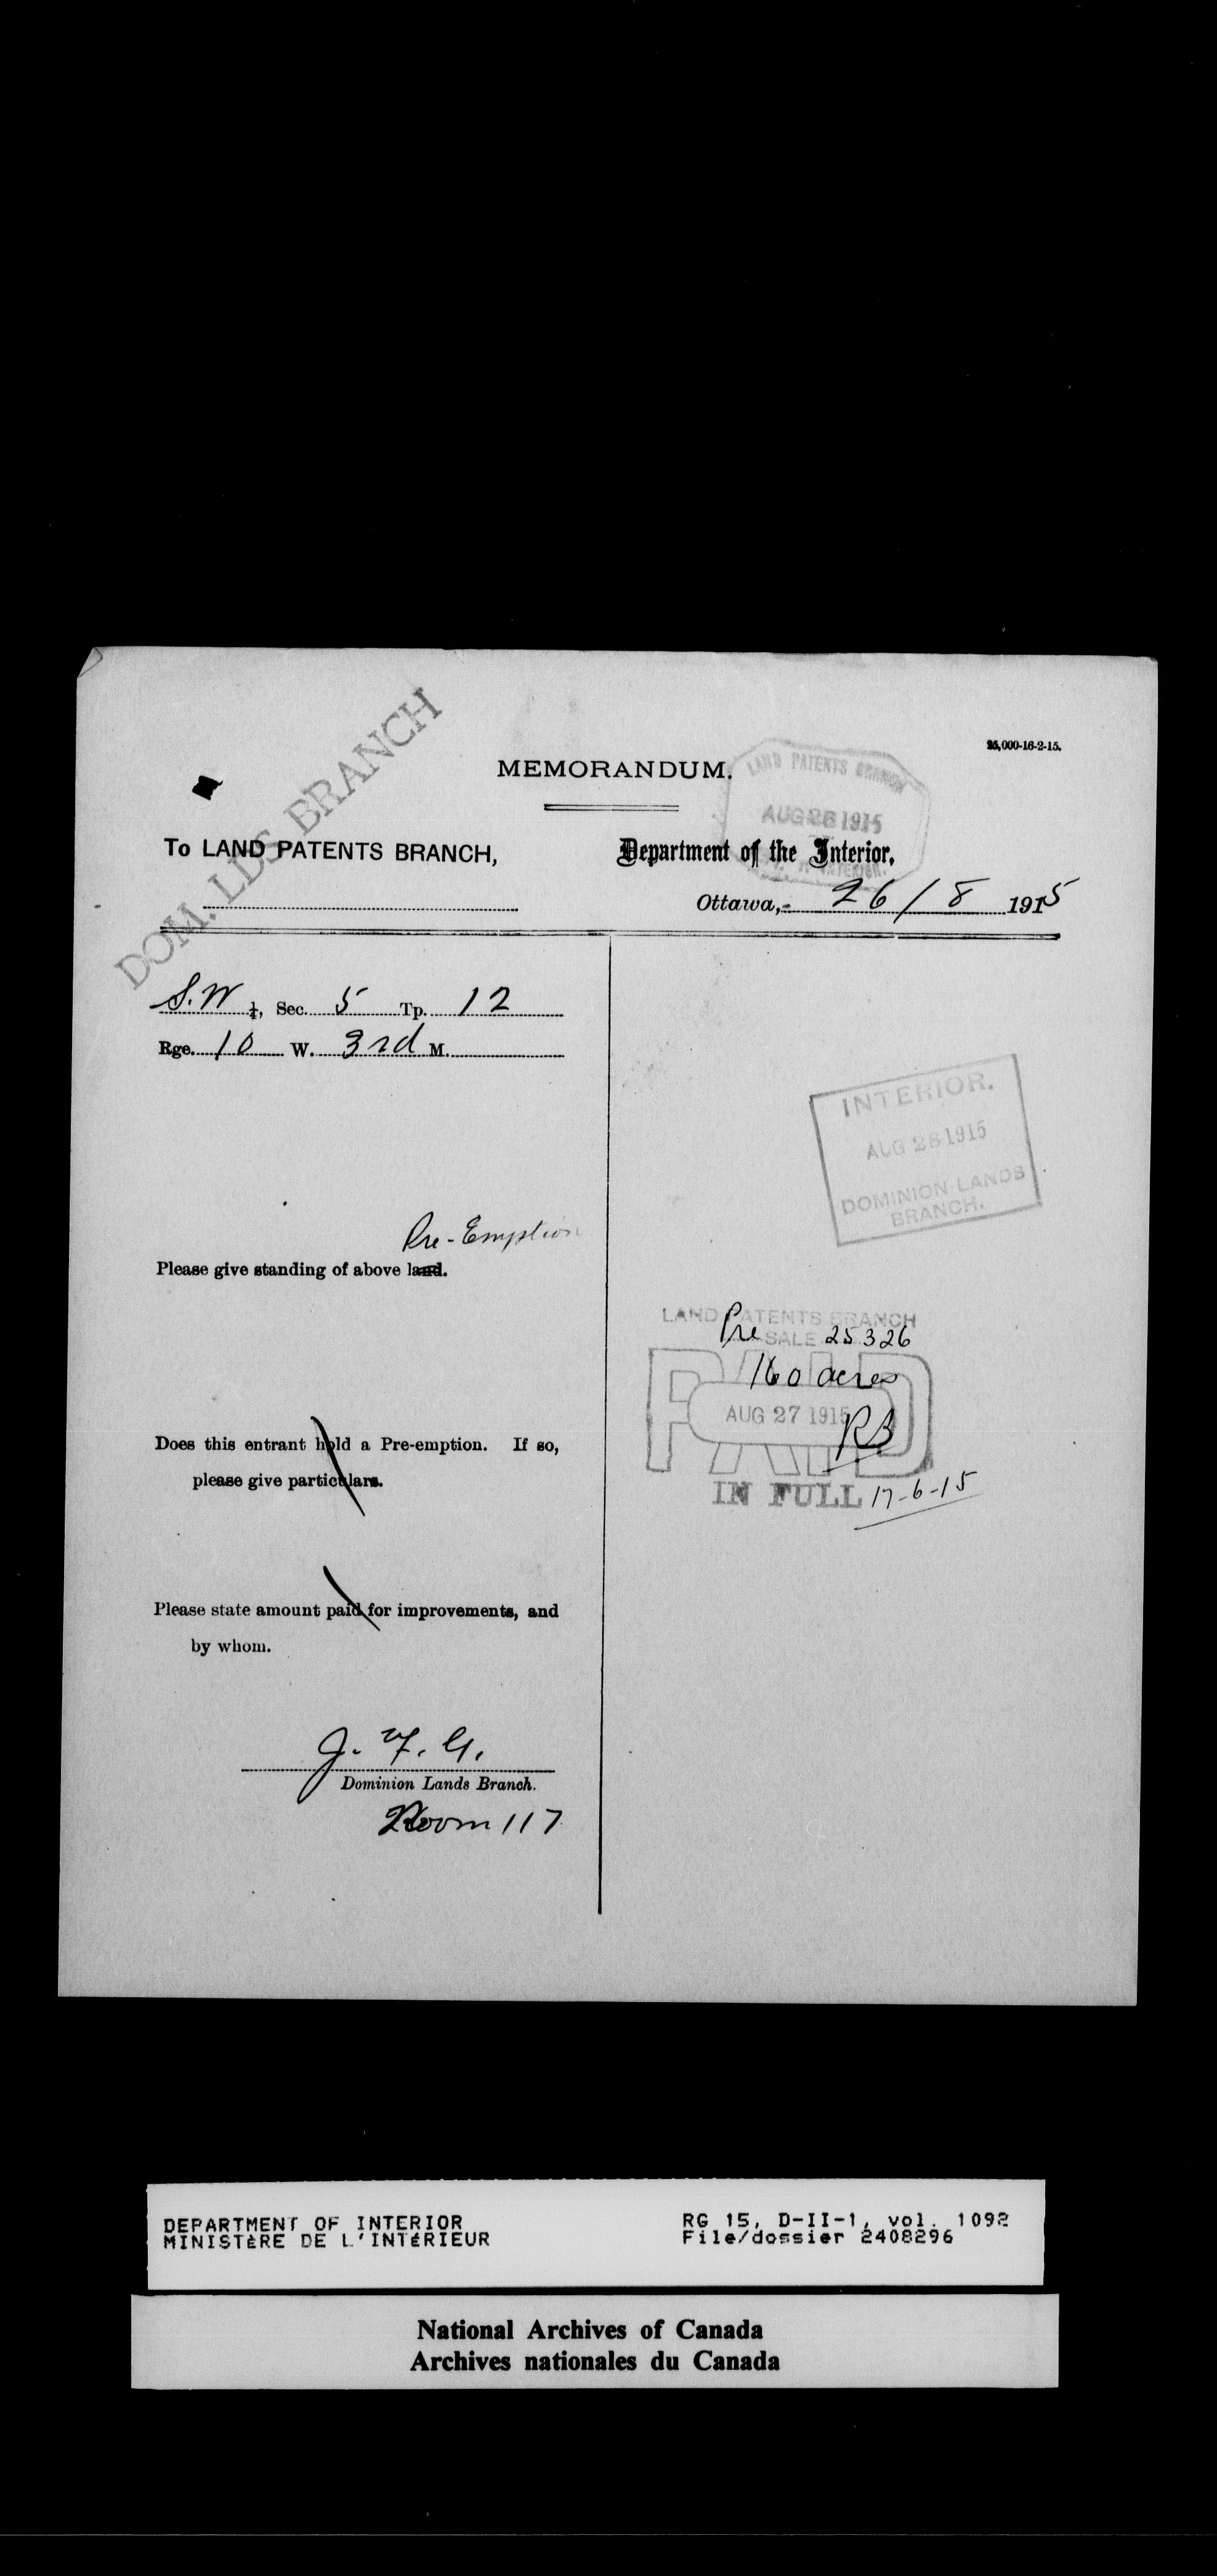 25,000-16-2-15.
MEMORANDUM.
LAND PATENTS BRANCH
AUG 26 1915
INTERIOR.
DOM. LDS BRANCH
To LAND PATENTS BRANCH,
Department of the Interior,
Ottawa, 26/8 1915
S.W ¼, Sec. 5 Tp. 12
Rge. 10 W. 3rd M.
INTERIOR.
AUG 28 1915
DOMINION LANDS
BRANCH.
Pre-Emption
Please give standing of above land.
LAND PATENTS BRANCH
SALE
Pre 25326
160 acres
PAID
AUG 27 1915
RB
IN FULL
17-6-15
Does this entrant hold a Pre-emption. If so,
please give particulars.
Please state amount paid for improvements, and
by whom.
J. F. G.
Dominion Lands Branch.
Room 117
DEPARTMENT OF INTERIOR
MINISTÈRE DE L'INTÉRIEUR
RG 15, D-II-1, vol. 1092
File/dossier 2408296
National Archives of Canada
Archives nationales du Canada